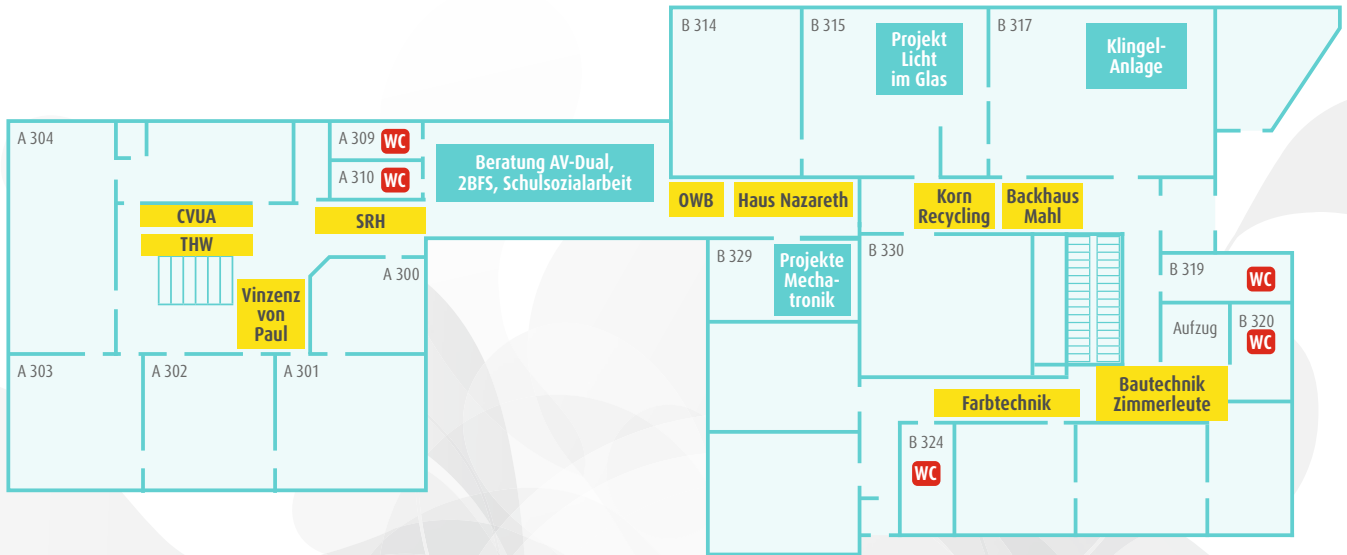 B 314
B 315
Projekt
Licht
im Glas
B 317
Klingel-
Anlage
A 304
A 309
WC
A 310
WC
Beratung AV-Dual,
2BFS, Schulsozialarbeit
CVUA
THW
SRH
OWB
Haus Nazareth
Korn
Recycling
Backhaus
Mahl
Vinzenz
von
Paul
A 300
B 329
Projekte
Mecha-
tronik
B 330
B 319
WC
Aufzug
B 320
WC
A 303
A 302
A 301
Farbtechnik
Bautechnik
Zimmerleute
B 324
WC